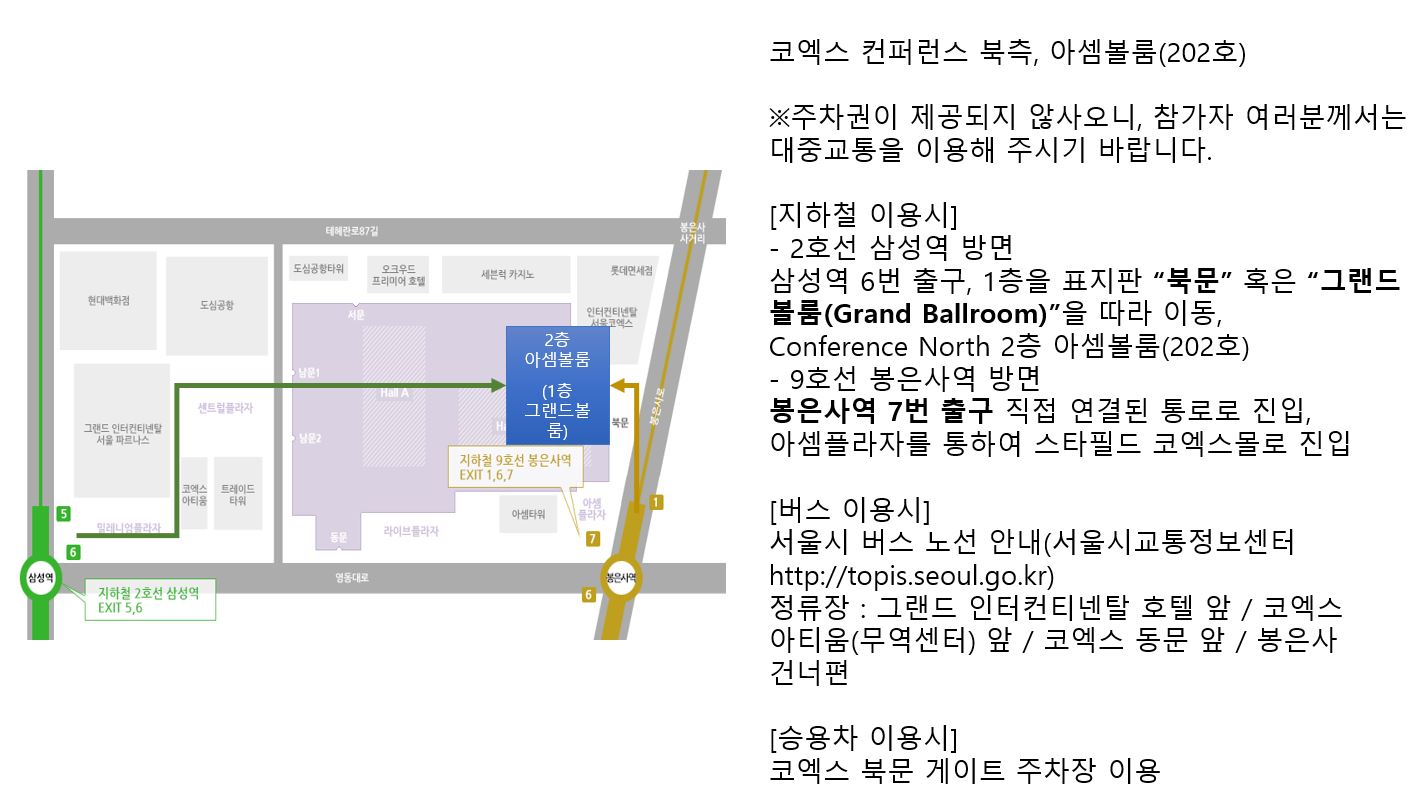 코엑스 컨퍼런스 북측, 아셈볼룸(202호)
※주차권이 제공되지 않사오니, 참가자 여러분께서는
대중교통을 이용해 주시기 바랍니다.
[지하철 이용시]
- 2호선 삼성역 방면
삼성역 6번 출구, 1층을 표지판 “북문” 혹은 “그랜드
볼룸(Grand Ballroom)”을 따라 이동,
Conference North 2층 아셈볼룸(202호)
- 9호선 봉은사역 방면
봉은사역 7번 출구 직접 연결된 통로로 진입,
아셈플라자를 통하여 스타필드 코엑스몰로 진입
[버스 이용시]
서울시 버스 노선 안내(서울시교통정보센터
http://topis.seoul.go.kr)
정류장 : 그랜드 인터컨티넨탈 호텔 앞 / 코엑스
아티움(무역센터) 앞 / 코엑스 동문 앞 / 봉은사
건너편
[승용차 이용시]
코엑스 북문 게이트 주차장 이용
테헤란로87길
봉은사
사거리
현대백화점
도심공항
도심공항타워
오크우드
프리미어 호텔
세븐럭 카지노
롯데면세점
인터컨티넨탈
서울코엑스
서문
남문1
Hall A
남문2
2층
아셈볼룸
(1층
그랜드볼
룸)
북문
봉은사로
센트럴플라자
그랜드 인터컨티넨탈
서울 파르나스
코엑스
아티움
트레이드
타워
지하철 9호선 봉은사역
EXIT 1,6,7
아셈타워
아셈
플라자
1
5
밀레니엄플라자
라이브플라자
동문
7
6
삼성역
영동대로
봉은사역
6
지하철 2호선 삼성역
EXIT 5,6